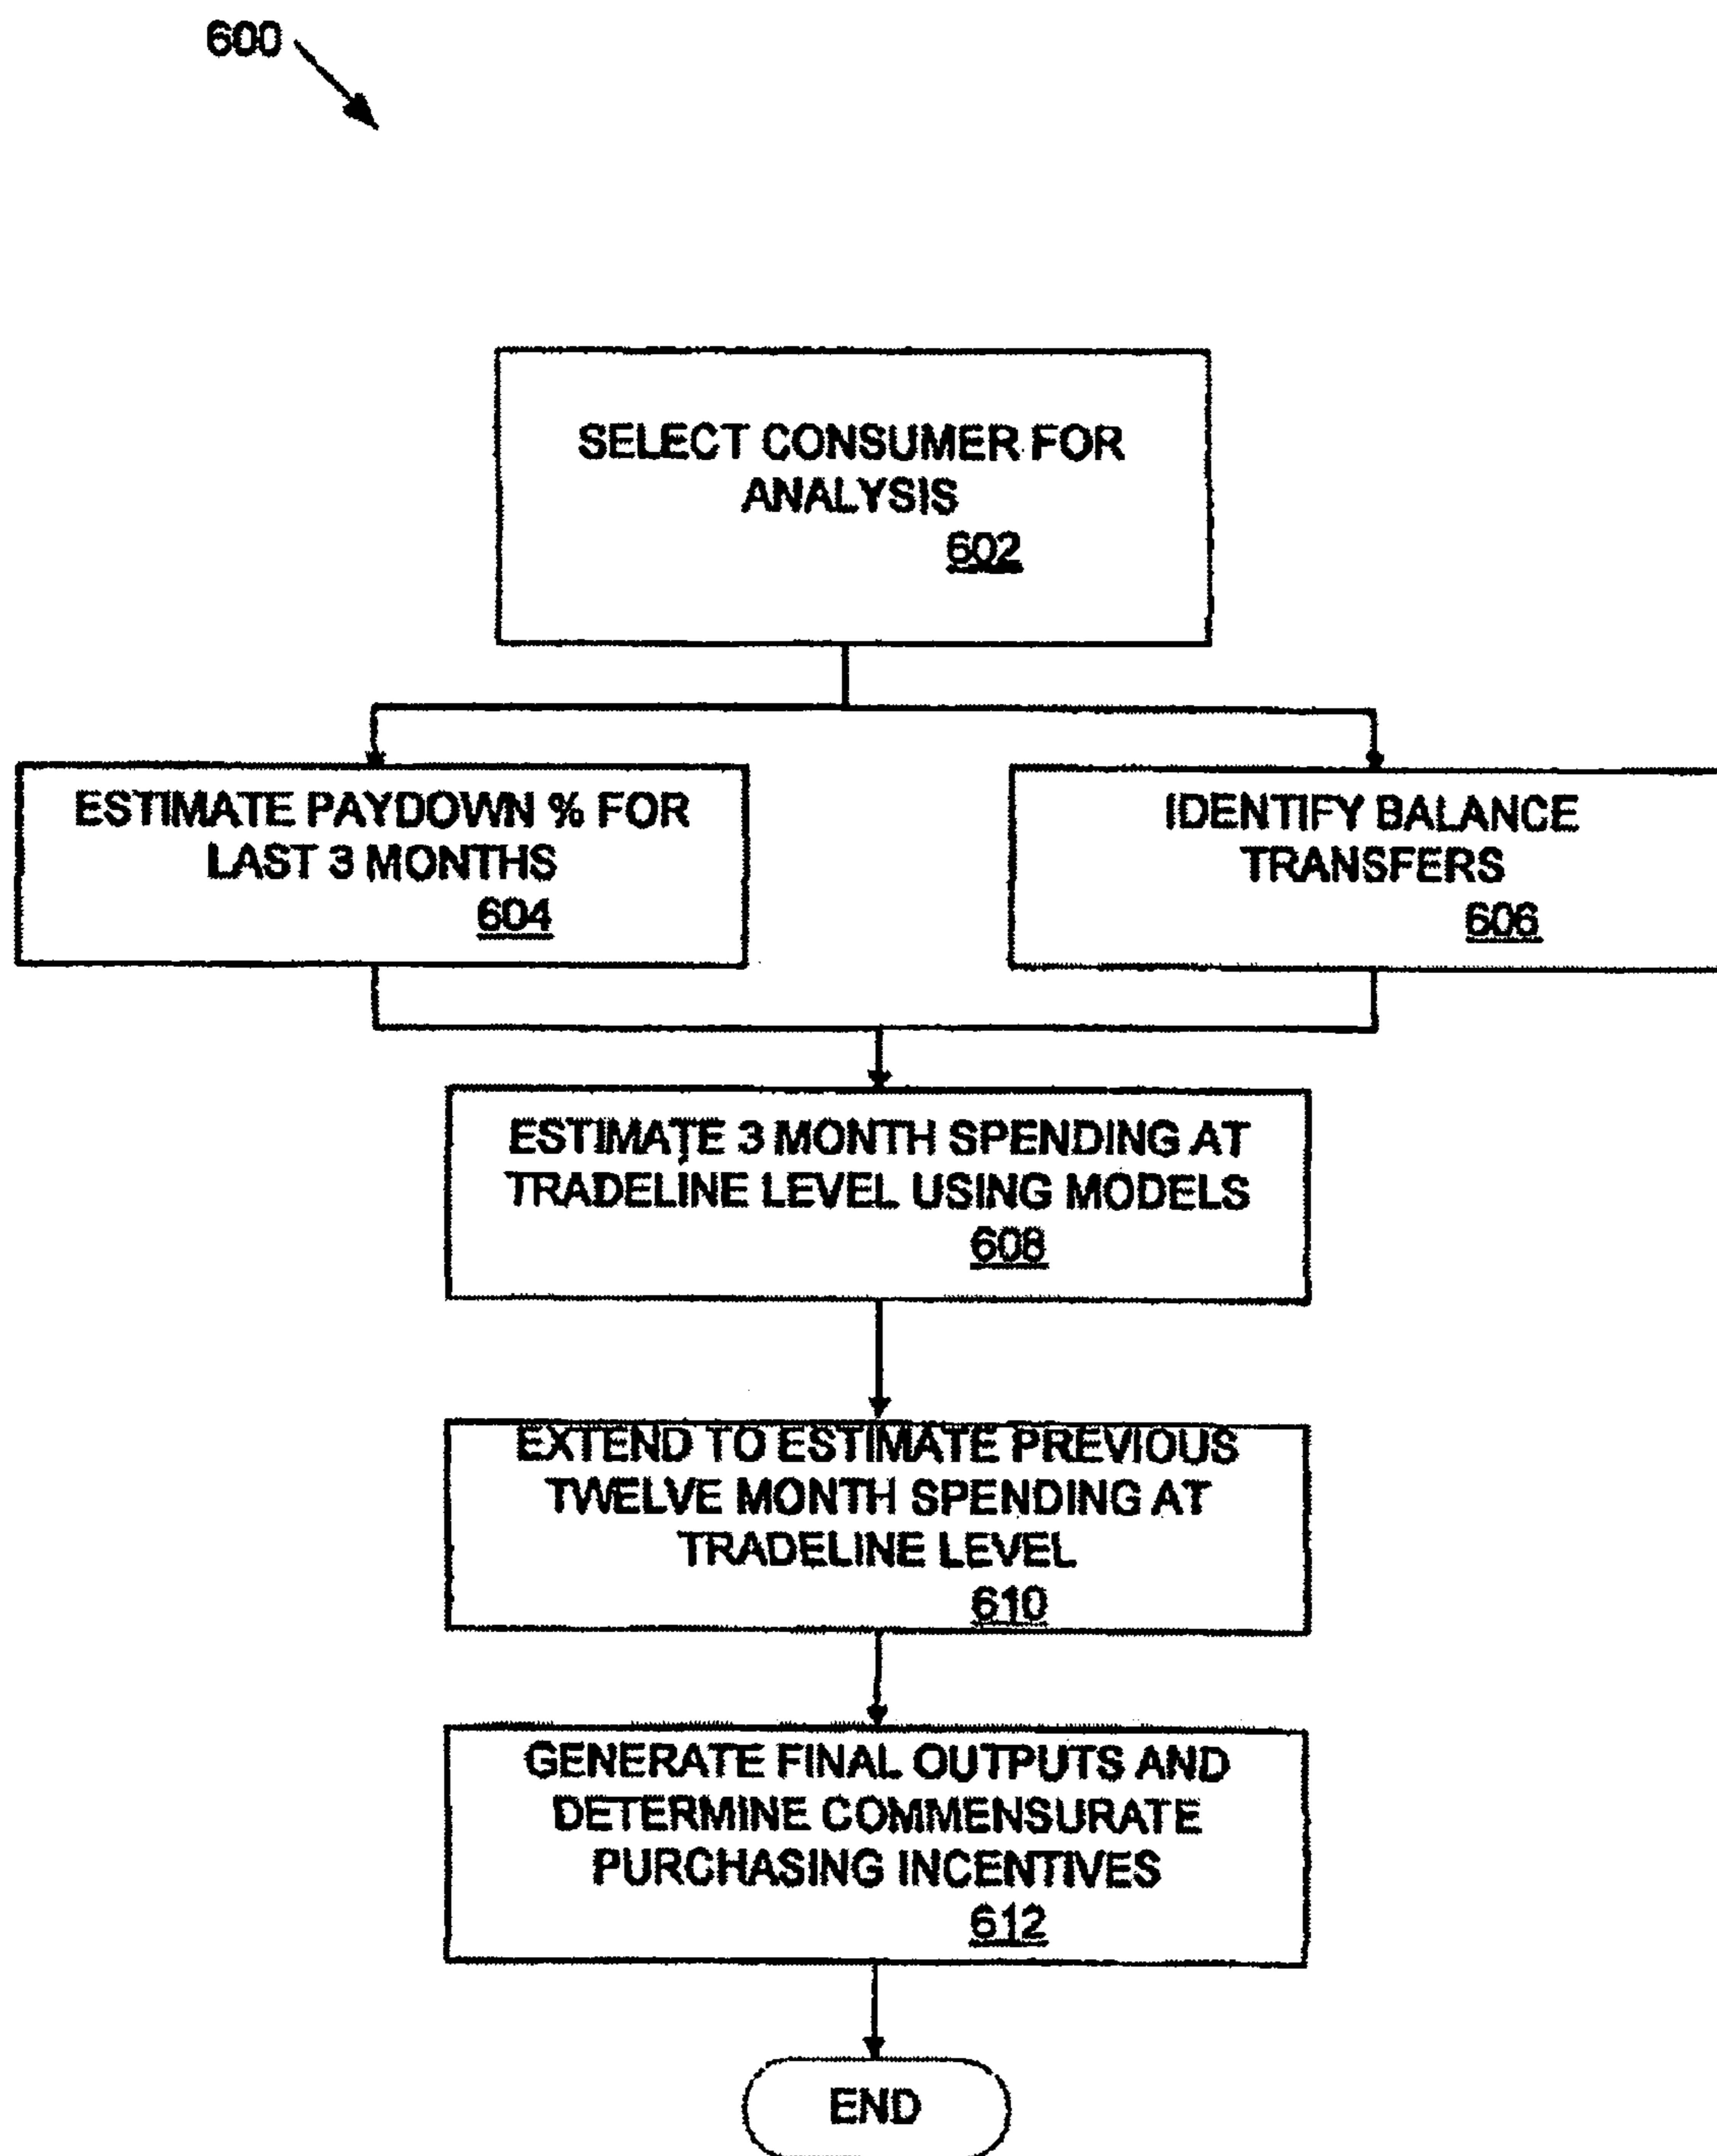 600
SELECT CONSUMER FOR
ANALYSIS
602
ESTIMATE PAYDOWN % FOR
LAST 3 MONTHS
604
IDENTIFY BALANCE
TRANSFERS
606
ESTIMATE 3 MONTH SPENDING AT
TRADELINE LEVEL USING MODELS
608
EXTEND TO ESTIMATE PREVIOUS
TWELVE MONTH SPENDING AT
TRADELINE LEVEL
610
GENERATE FINAL OUTPUTS AND
DETERMINE COMMENSURATE
PURCHASING INCENTIVES
612
END